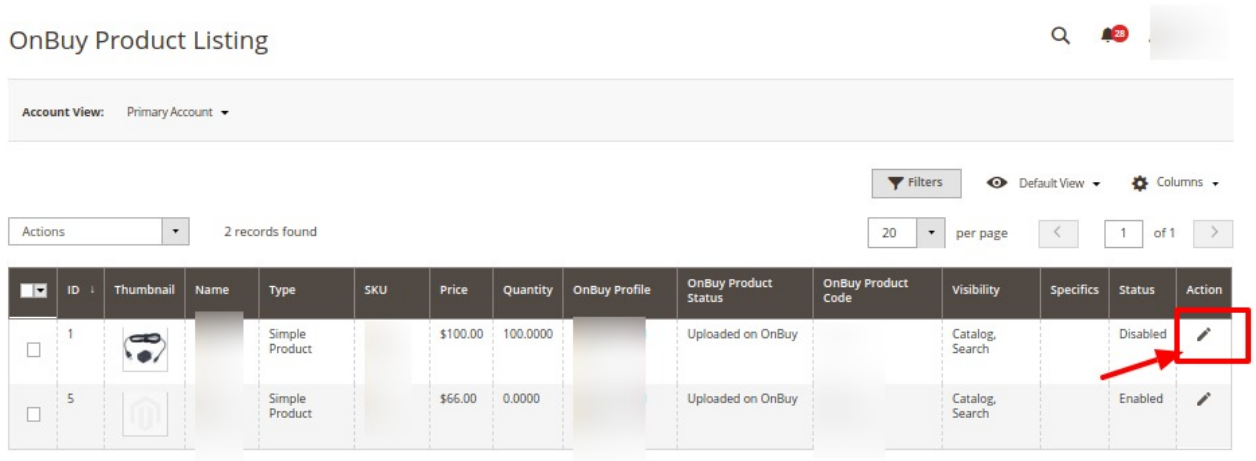 OnBuy Product Listing
28
Account View: Primary Account
Filters Default View Columns
Actions 2 records found 20 per page 1 of 1
ID ↓ Thumbnail Name Type SKU Price Quantity OnBuy Profile OnBuy Product Status OnBuy Product Code Visibility Specifics Status Action
1 Simple Product $100.00 100.0000 Uploaded on OnBuy Catalog, Search Disabled
5 Simple Product $66.00 0.0000 Uploaded on OnBuy Catalog, Search Enabled